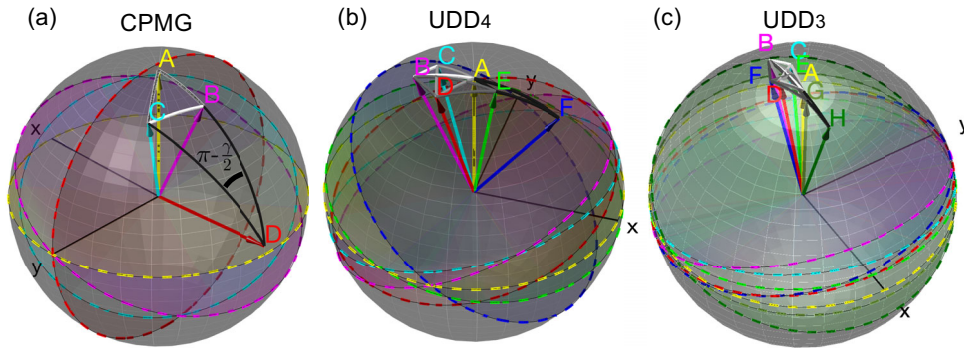 (a) CPMG
A
B
C
x
π-γ/2
D
y
(b) UDD4
B C A
D E y
F
x
(c) UDD3
B C
F E A
D G
H
y
x